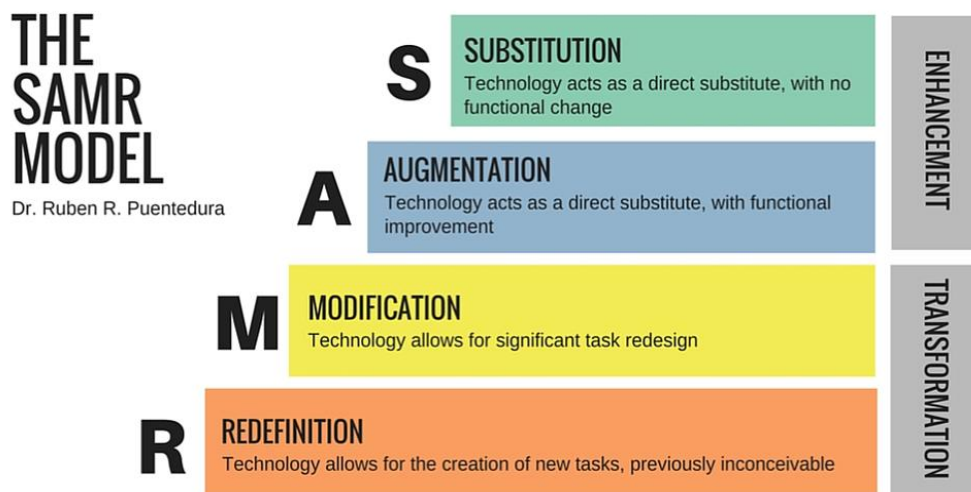 THE
SAMR
MODEL
Dr. Ruben R. Puentedura
S
SUBSTITUTION
Technology acts as a direct substitute, with no
functional change
A
AUGMENTATION
Technology acts as a direct substitute, with functional
improvement
ENHANCEMENT
M
MODIFICATION
Technology allows for significant task redesign
R
REDEFINITION
Technology allows for the creation of new tasks, previously inconceivable
TRANSFORMATION